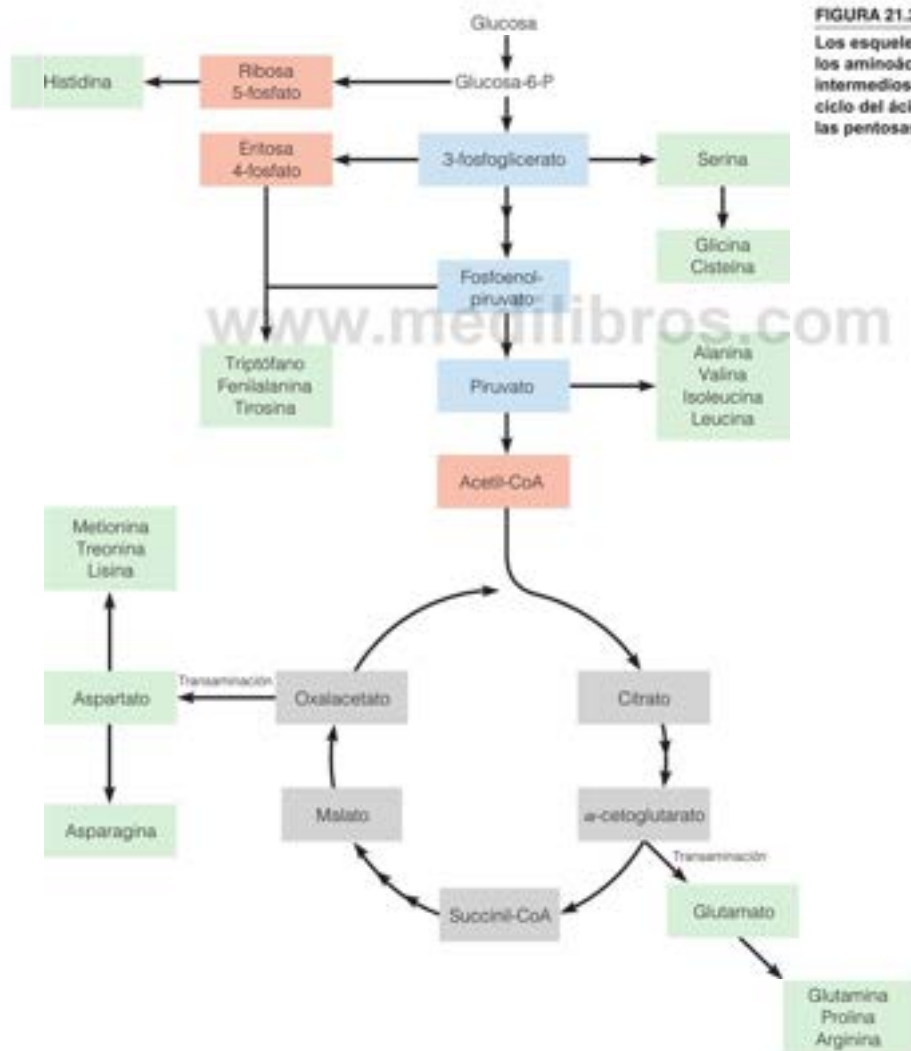 FIGURA 21.
Los esquele
los aminoác
intermedios
ciclo del áci
las pentosas
Glucosa
Histidina
Ribosa
5-fosfato
Glucosa-6-P
Eritosa
4-fosfato
3-fosfoglicerato
Serina
Glicina
Cisteína
Fosfoenol-
piruvato
www.medilibros.com
Triptófano
Fenilalanina
Tirosina
Piruvato
Alanina
Valina
Isoleucina
Leucina
Acetil-CoA
Metionina
Treonina
Lisina
Aspartato
Transaminación
Oxalacetato
Citrato
Asparagina
Malato
α-cetoglutarato
Transaminación
Succinil-CoA
Glutamato
Glutamina
Prolina
Arginina